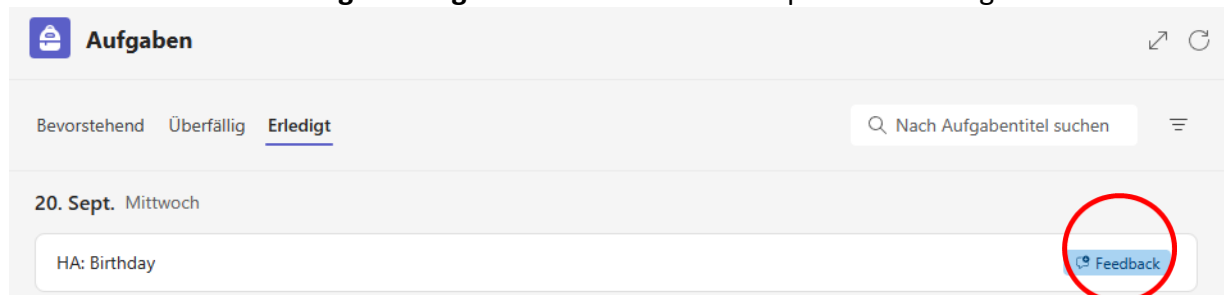 Aufgaben
Bevorstehend Überfällig Erledigt
Nach Aufgabentitel suchen
20. Sept. Mittwoch
HA: Birthday
Feedback